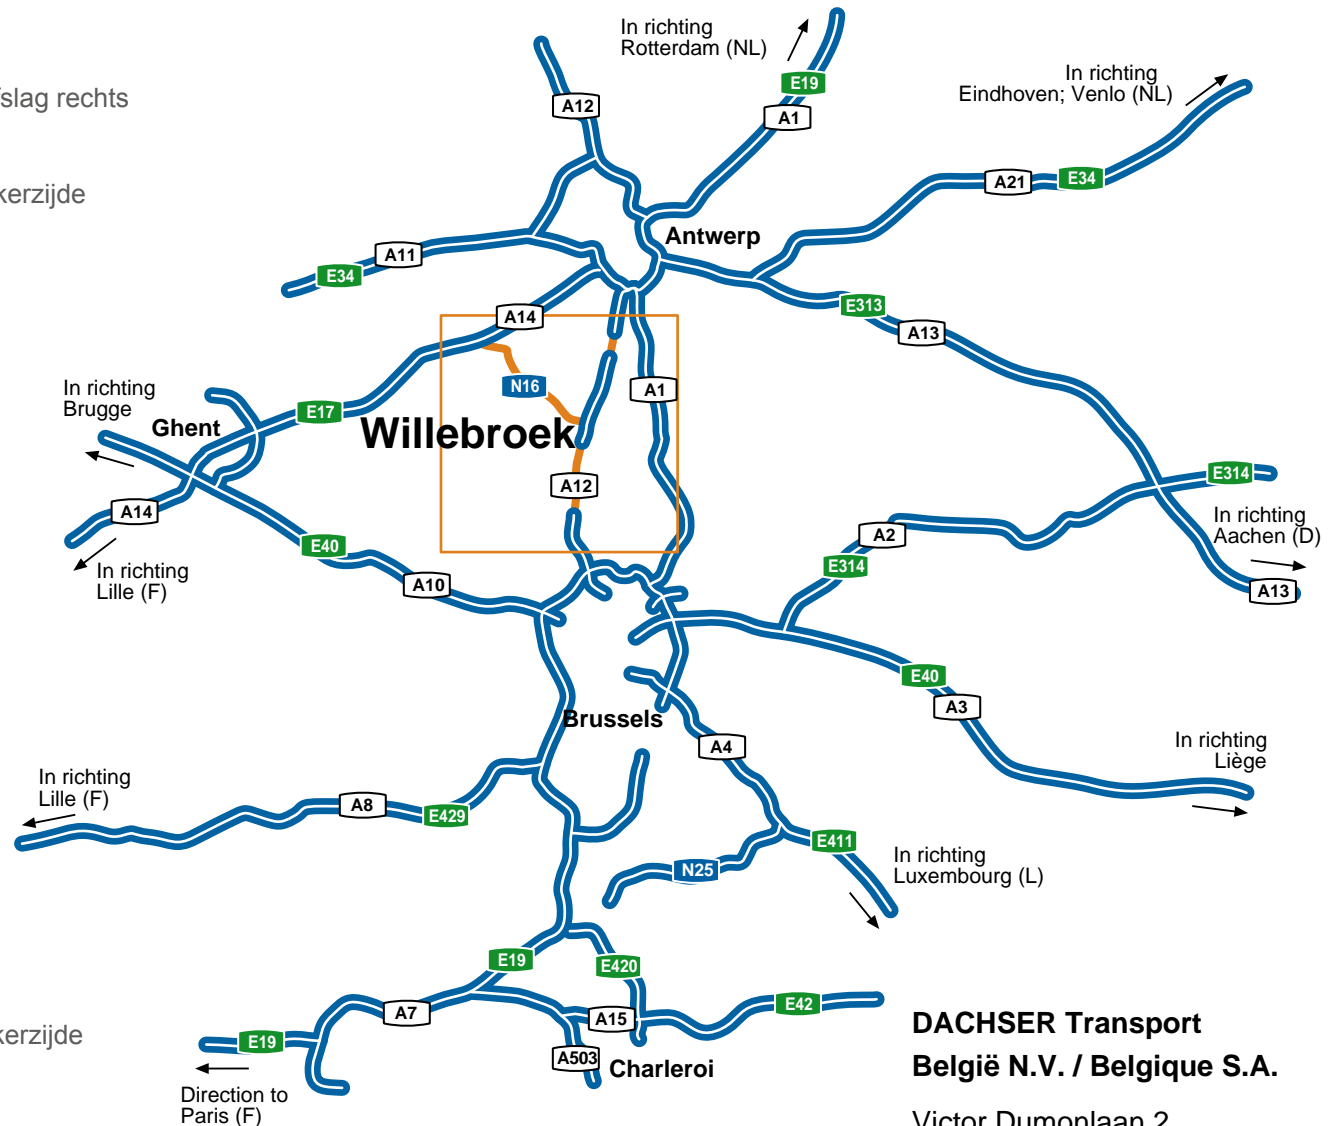 In richting
Rotterdam (NL)
E19
A1
A12
In richting
Eindhoven; Venlo (NL)
fslag rechts
A21
E34
kerzijde
Antwerp
A11
E34
A14
E313
A13
In richting
Brugge
N16
A1
Ghent
E17
Willebroek
A12
E314
A14
In richting
Aachen (D)
A2
E40
In richting
Lille (F)
A10
E314
A13
E40
A3
Brussels
A4
In richting
Liège
In richting
Lille (F)
A8
E429
E411
In richting
Luxembourg (L)
N25
E19
E420
E42
A7
A15
DACHSER Transport
België N.V. / Belgique S.A.
kerzijde
E19
A503
Charleroi
Direction to
Paris (F)
Victor Dumonlaan 2